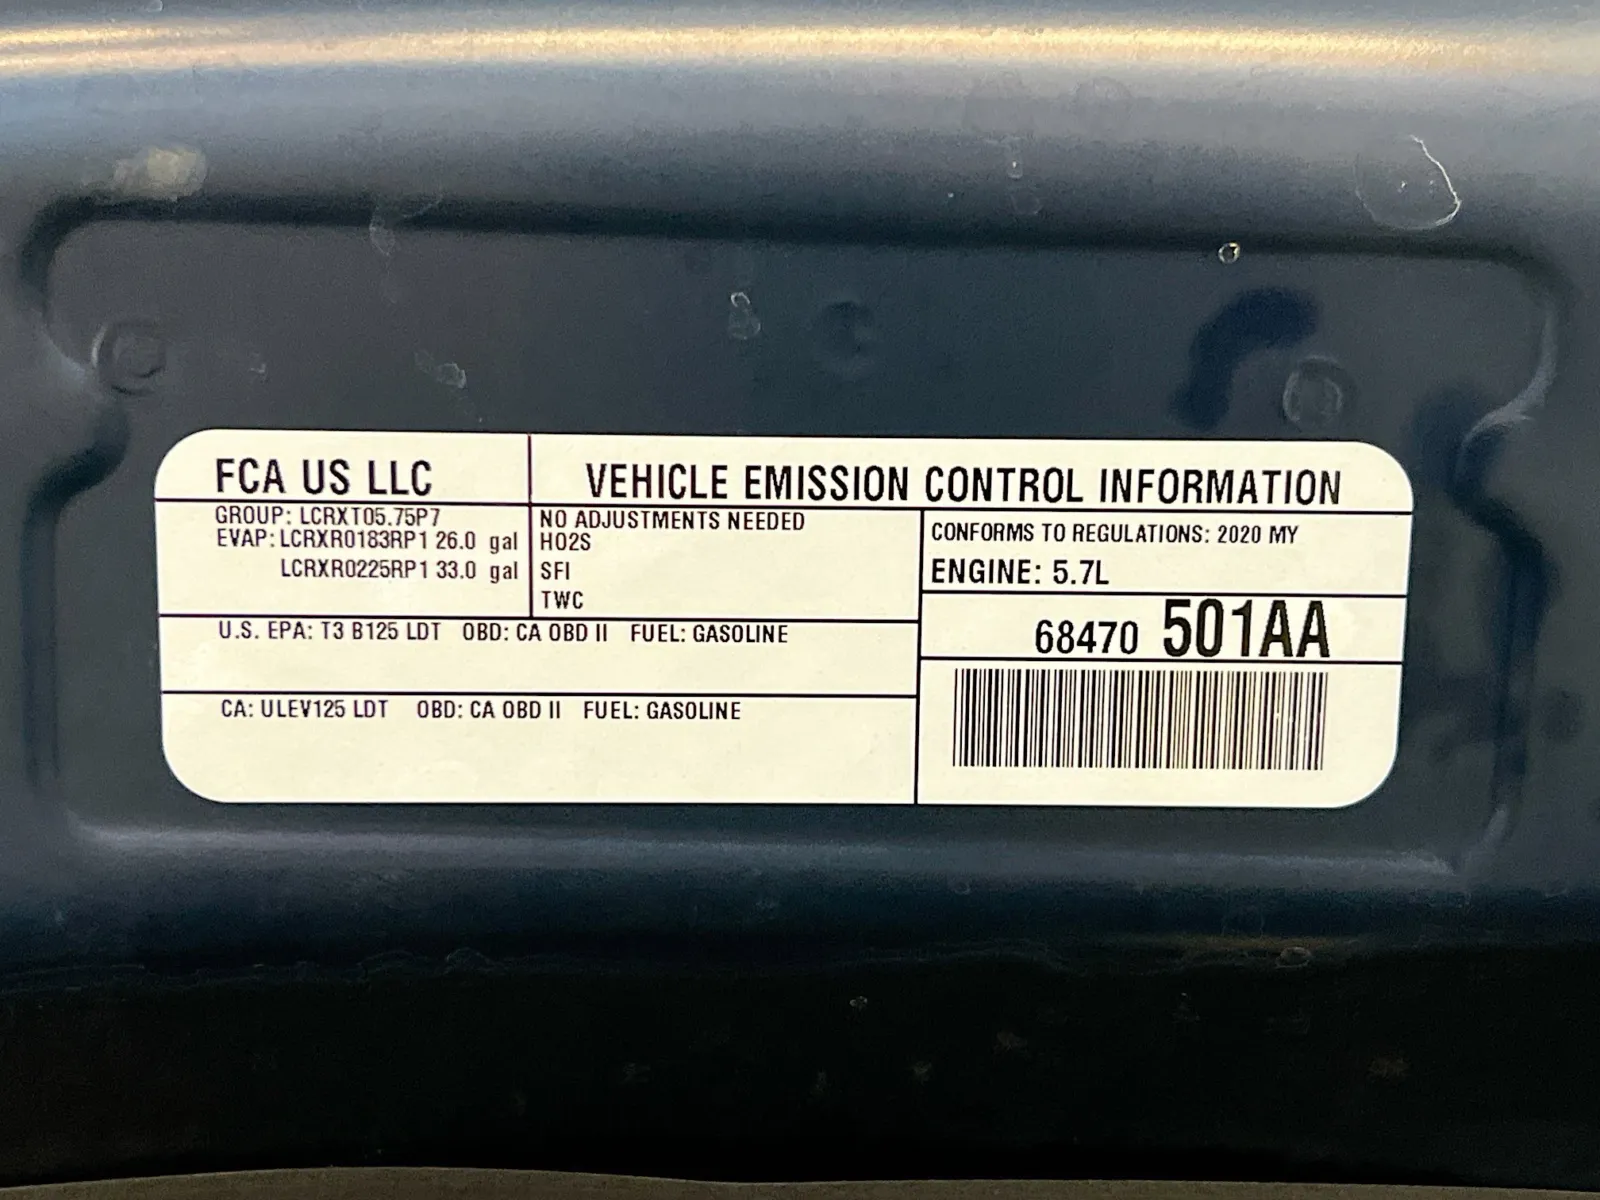 FCA US LLC
VEHICLE EMISSION CONTROL INFORMATION
GROUP: LCRXT05.75P7
EVAP: LCRXR0183RP1 26.0 gal
LCRXR0225RP1 33.0 gal
NO ADJUSTMENTS NEEDED
HO2S
SFI
TWC
CONFORMS TO REGULATIONS: 2020 MY
ENGINE: 5.7L
68470 501AA
U.S. EPA: T3 B125 LDT OBD: CA OBD II FUEL: GASOLINE
CA: ULEV125 LDT OBD: CA OBD II FUEL: GASOLINE